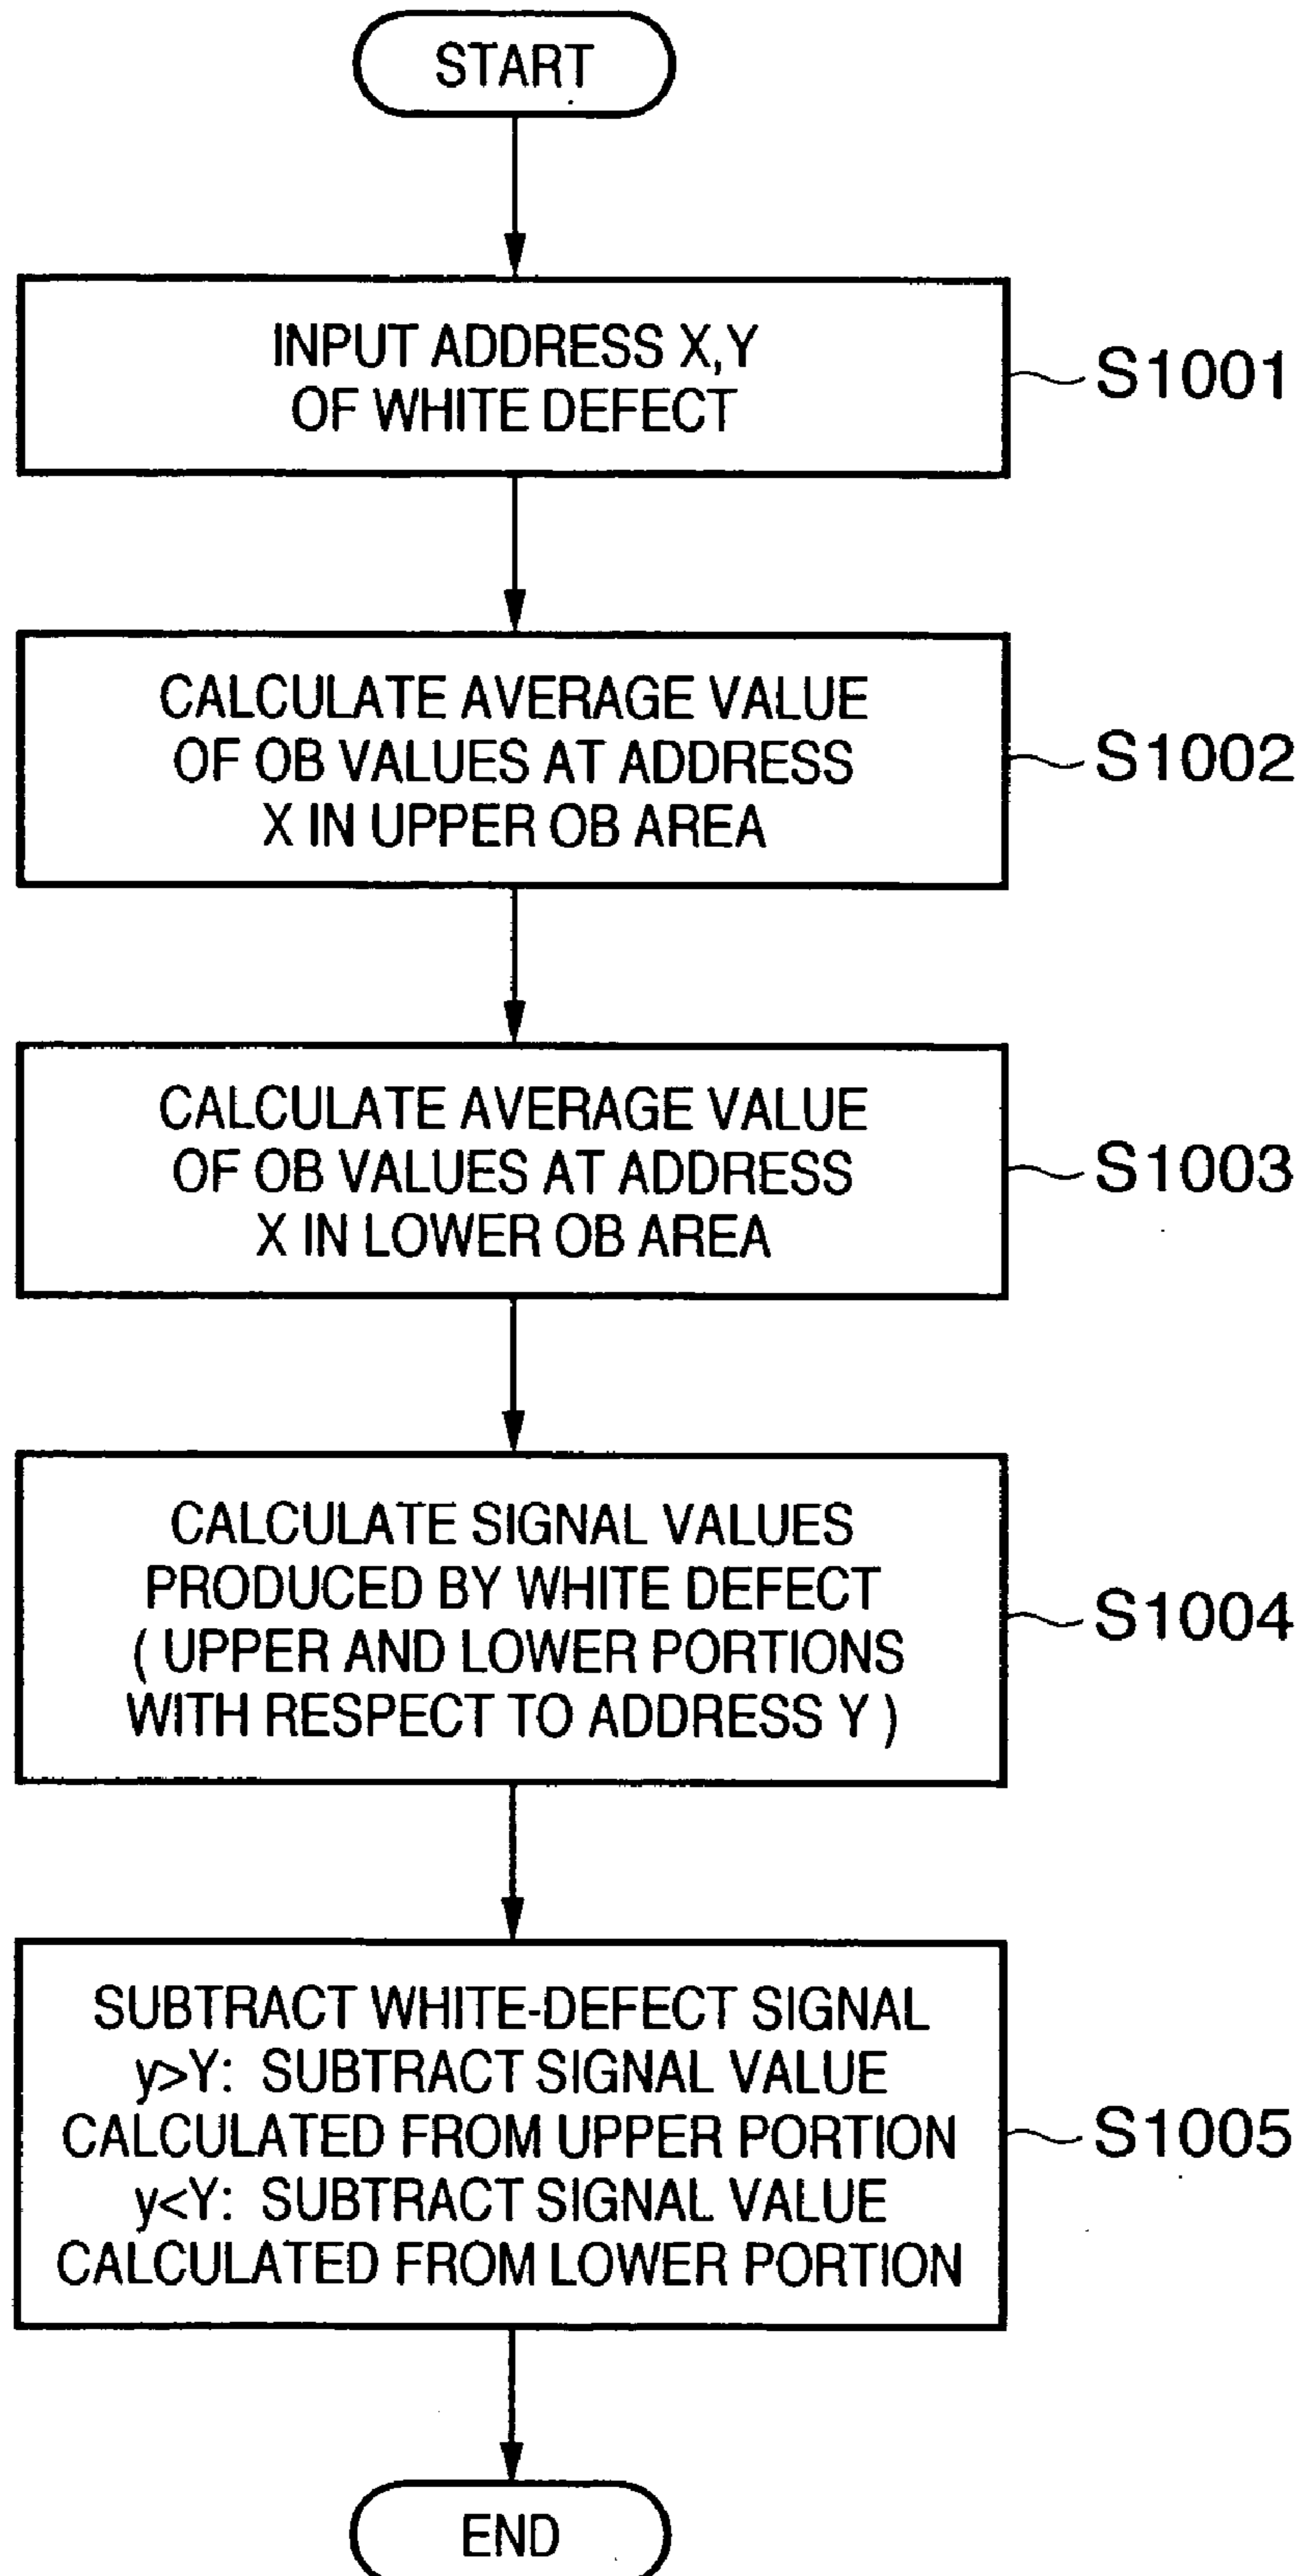 START
INPUT ADDRESS X,Y
OF WHITE DEFECT
S1001
CALCULATE AVERAGE VALUE
OF OB VALUES AT ADDRESS
X IN UPPER OB AREA
S1002
CALCULATE AVERAGE VALUE
OF OB VALUES AT ADDRESS
X IN LOWER OB AREA
S1003
CALCULATE SIGNAL VALUES
PRODUCED BY WHITE DEFECT
( UPPER AND LOWER PORTIONS
WITH RESPECT TO ADDRESS Y )
S1004
SUBTRACT WHITE-DEFECT SIGNAL
y>Y: SUBTRACT SIGNAL VALUE
CALCULATED FROM UPPER PORTION
y<Y: SUBTRACT SIGNAL VALUE
CALCULATED FROM LOWER PORTION
S1005
END